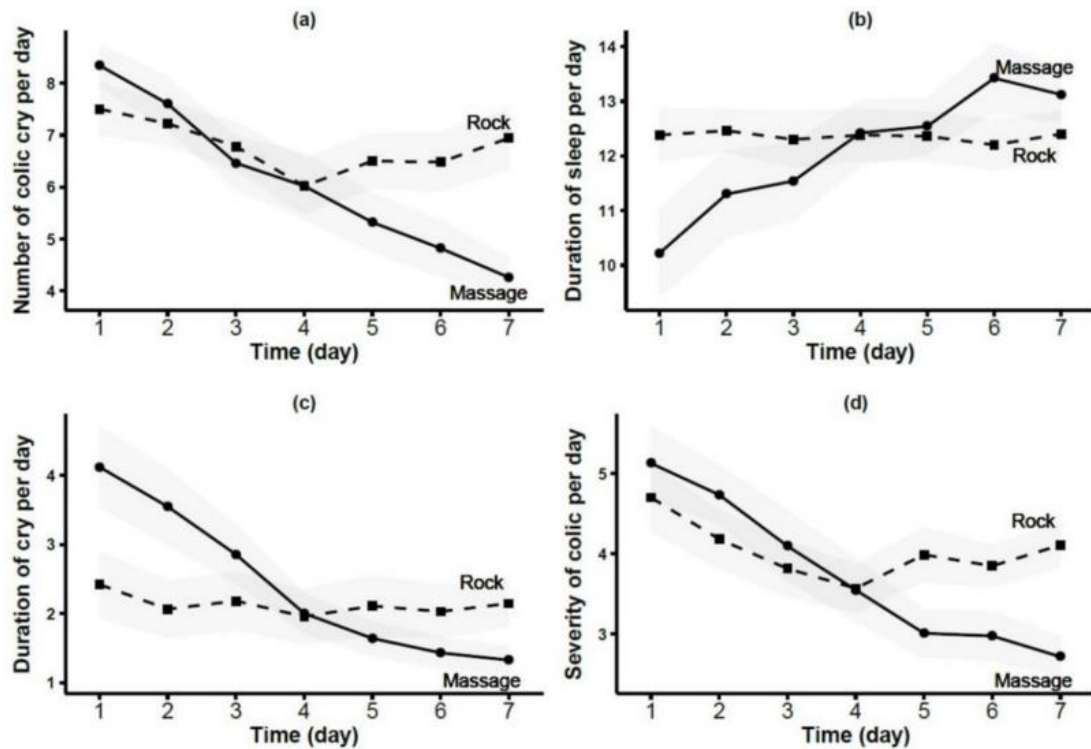 (a)
Number of colic cry per day
8
7
6
5
4
Rock
Massage
1 2 3 4 5 6 7
Time (day)
(b)
Duration of sleep per day
14
13
12
11
10
Massage
Rock
1 2 3 4 5 6 7
Time (day)
(c)
Duration of cry per day
4
3
2
1
Rock
Massage
1 2 3 4 5 6 7
Time (day)
(d)
Severity of colic per day
5
4
3
Rock
Massage
1 2 3 4 5 6 7
Time (day)